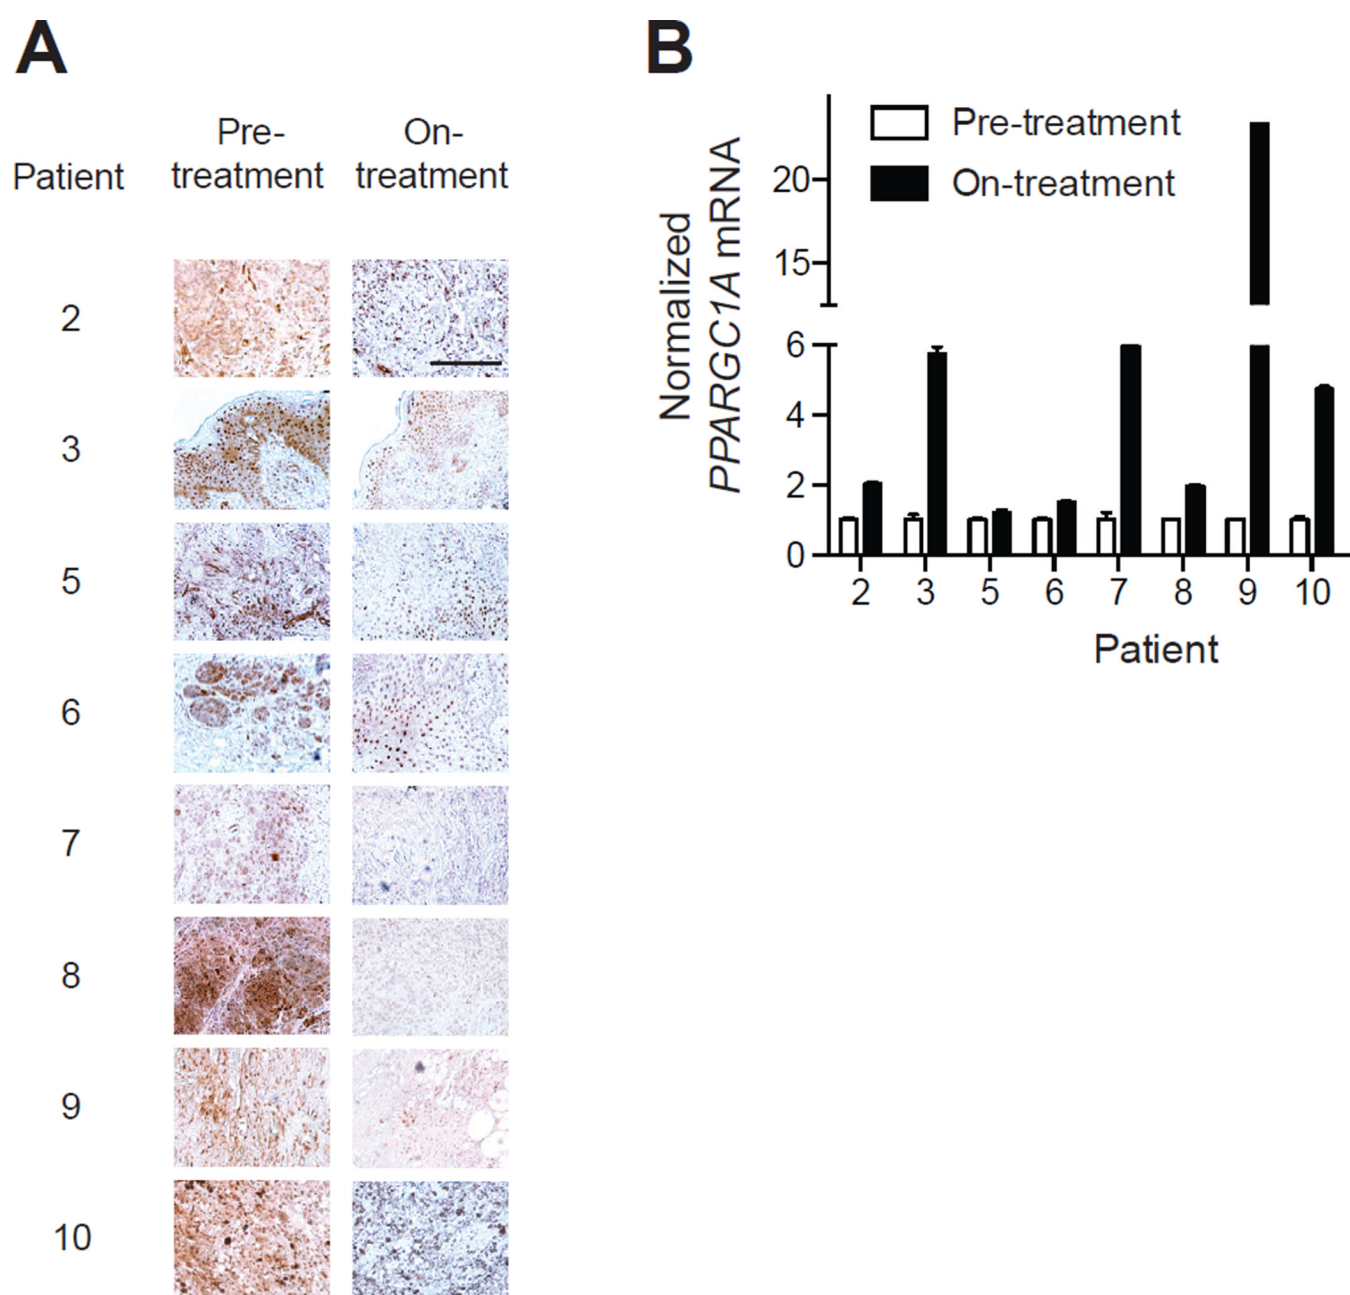 A
Patient
Pre-
treatment
On-
treatment
2
3
5
6
7
8
9
10
B
Normalized
PPARGC1A mRNA
Pre-treatment
On-treatment
20
15
6
4
2
0
2 3 5 6 7 8 9 10
Patient